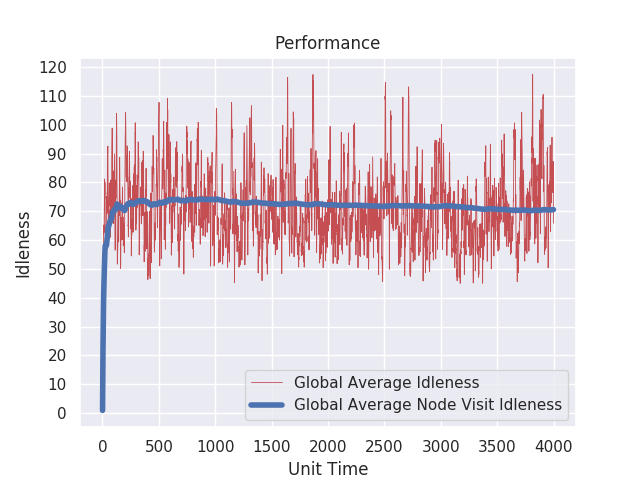 Performance
120
110
100
90
80
70
60
50
40
30
20
10
0
Idleness
Global Average Idleness
Global Average Node Visit Idleness
0 500 1000 1500 2000 2500 3000 3500 4000
Unit Time